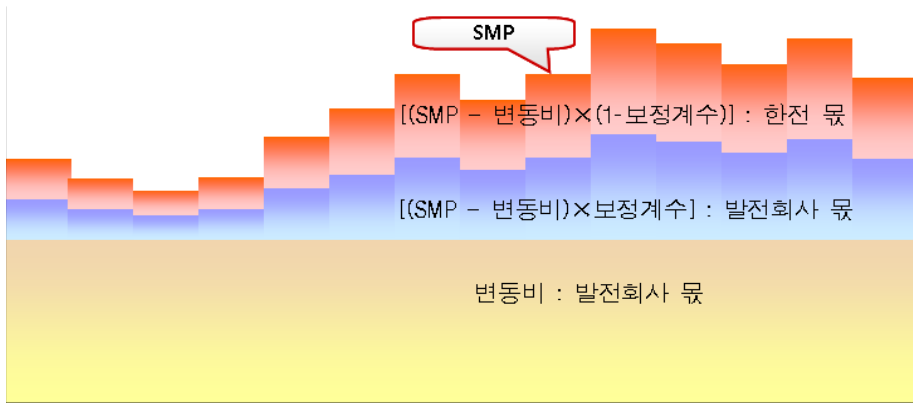 SMP
[(SMP – 변동비)×(1-보정계수)] : 한전 몫
[(SMP – 변동비)×보정계수] : 발전회사 몫
변동비 : 발전회사 몫